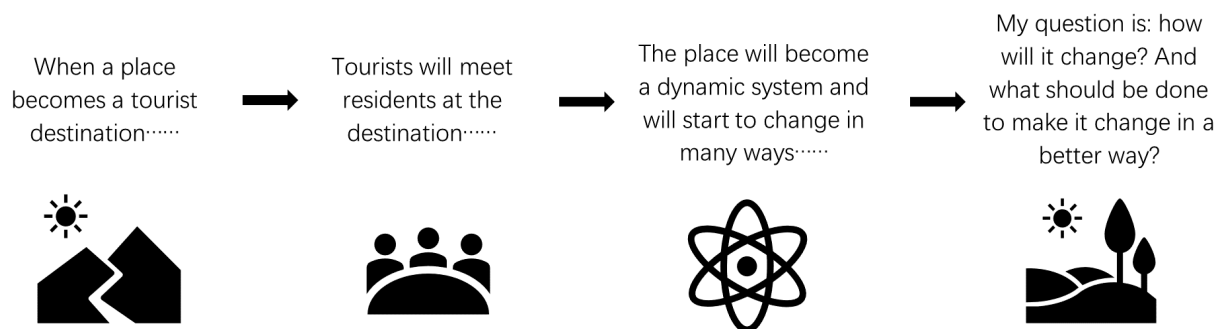 When a place
becomes a tourist
destination……
Tourists will meet
residents at the
destination……
The place will become
a dynamic system and
will start to change in
many ways……
My question is: how
will it change? And
what should be done
to make it change in a
better way?